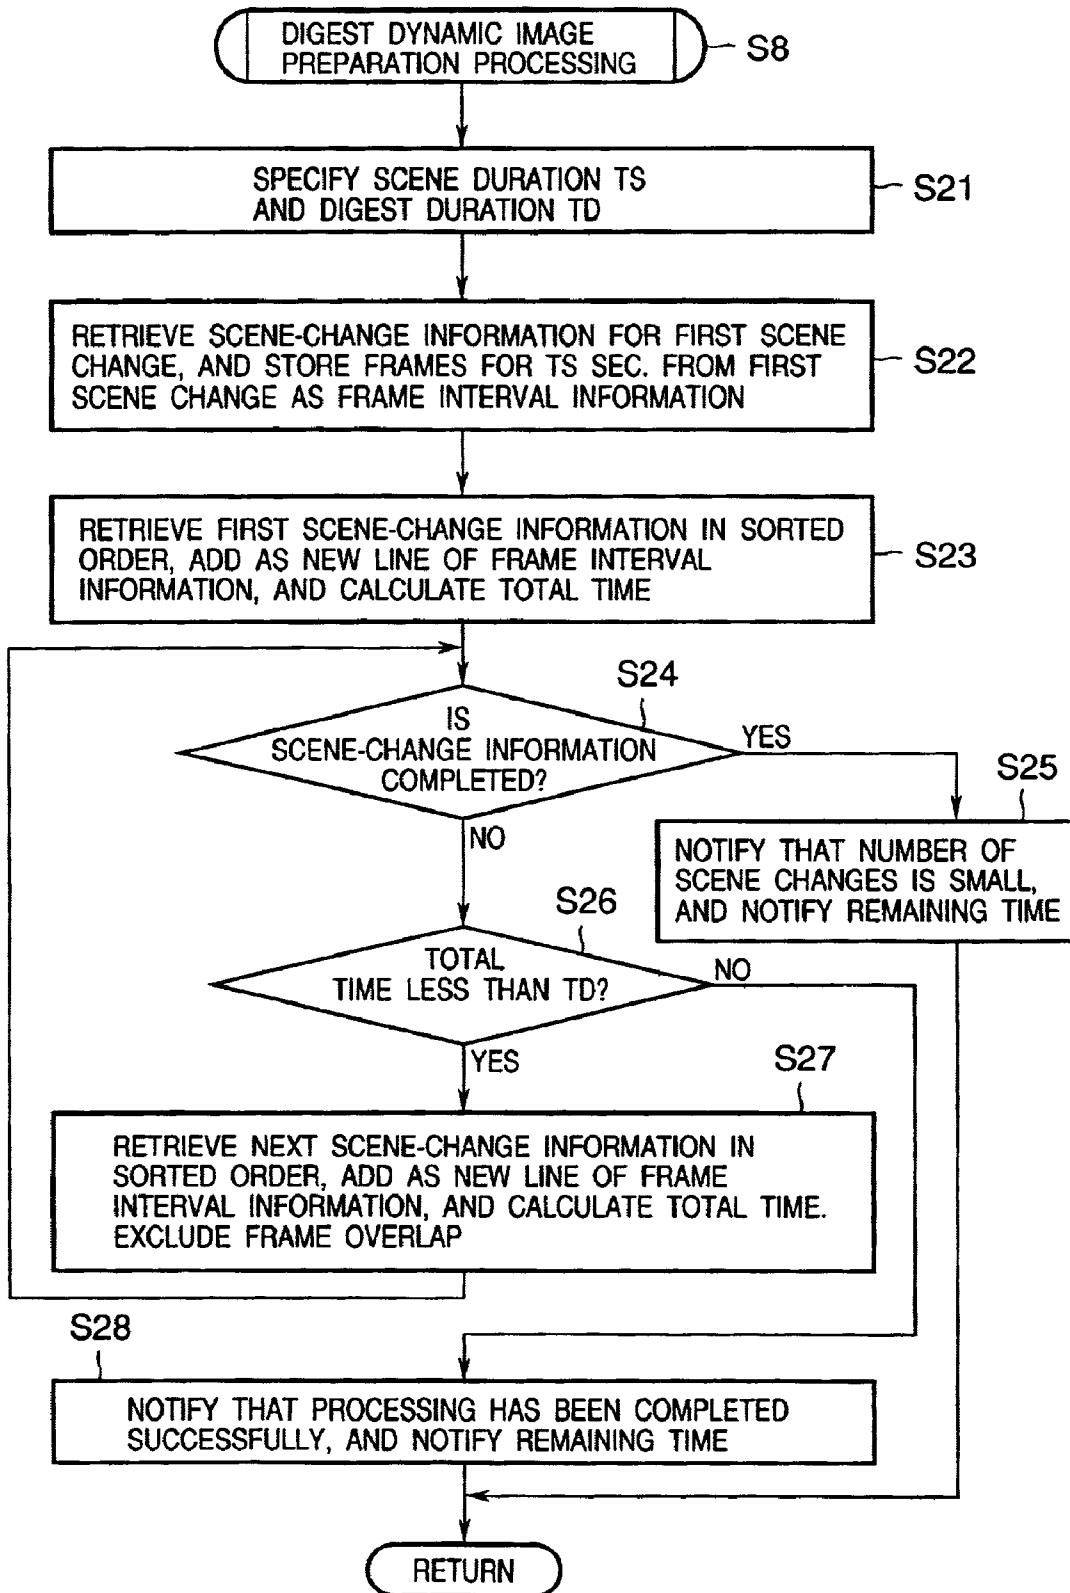 DIGEST DYNAMIC IMAGE
PREPARATION PROCESSING
S8
SPECIFY SCENE DURATION TS
AND DIGEST DURATION TD
S21
RETRIEVE SCENE-CHANGE INFORMATION FOR FIRST SCENE
CHANGE, AND STORE FRAMES FOR TS SEC. FROM FIRST
SCENE CHANGE AS FRAME INTERVAL INFORMATION
S22
RETRIEVE FIRST SCENE-CHANGE INFORMATION IN SORTED
ORDER, ADD AS NEW LINE OF FRAME INTERVAL
INFORMATION, AND CALCULATE TOTAL TIME
S23
S24
IS
SCENE-CHANGE INFORMATION
COMPLETED?
YES
NO
S25
NOTIFY THAT NUMBER OF
SCENE CHANGES IS SMALL,
AND NOTIFY REMAINING TIME
S26
TOTAL
TIME LESS THAN TD?
NO
YES
S27
RETRIEVE NEXT SCENE-CHANGE INFORMATION IN
SORTED ORDER, ADD AS NEW LINE OF FRAME
INTERVAL INFORMATION, AND CALCULATE TOTAL TIME.
EXCLUDE FRAME OVERLAP
S28
NOTIFY THAT PROCESSING HAS BEEN COMPLETED
SUCCESSFULLY, AND NOTIFY REMAINING TIME
RETURN